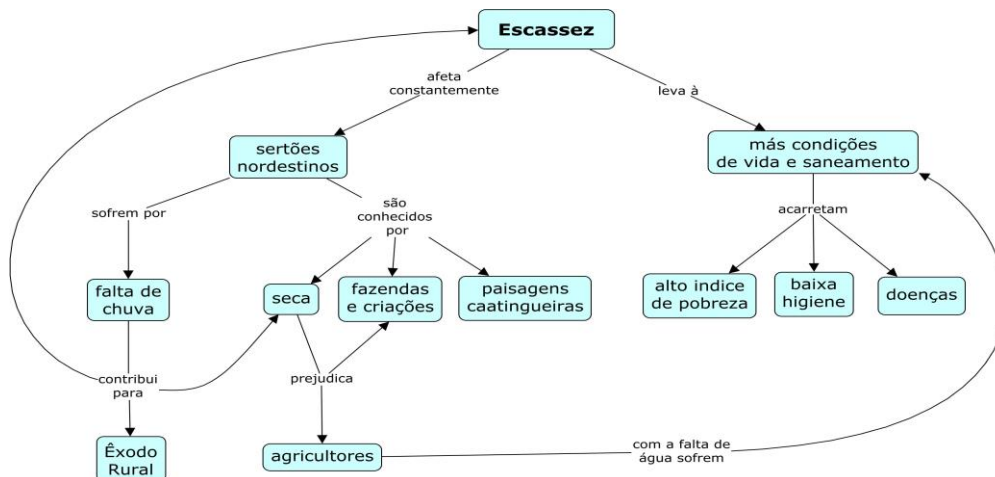 Escassez
afeta
constantemente
leva à
sertões
nordestinos
más condições
de vida e saneamento
sofrem por
são
conhecidos
por
acarretam
falta de
chuva
seca
fazendas
e criações
paisagens
caatingueiras
alto indice
de pobreza
baixa
higiene
doenças
contribui
para
prejudica
Êxodo
Rural
agricultores
com a falta de
água sofrem